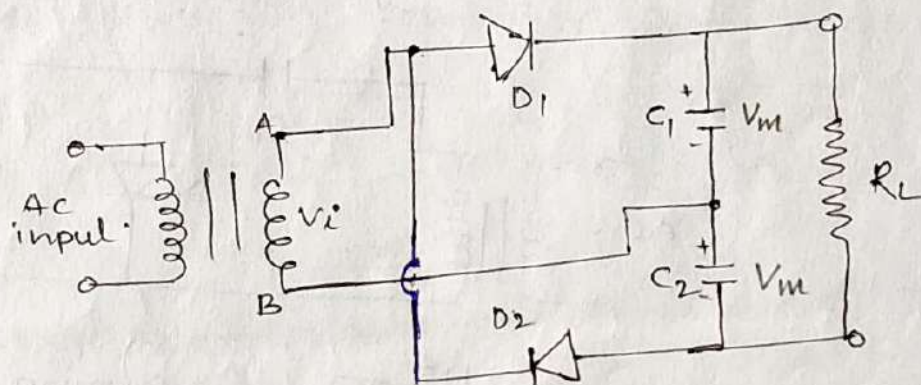 D1
A
+
C1
Vm
-
AC
input
Vi
RL
+
B
C2
-
Vm
D2